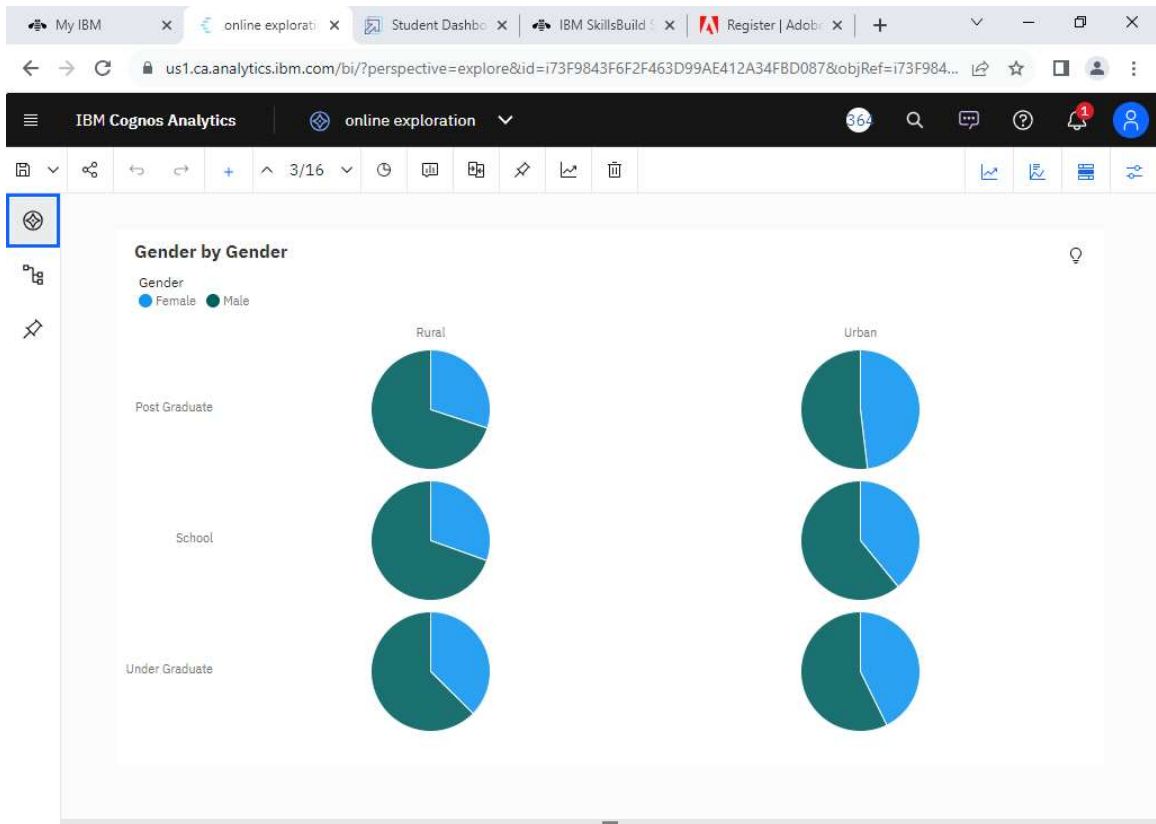 My IBM
online explorati
Student Dashbo
IBM SkillsBuild S
Register | Adobe
us1.ca.analytics.ibm.com/bi/?perspective=explore&id=i73F9843F6F2F463D99AE412A34FBD087&objRef=i73F984...
IBM Cognos Analytics
online exploration
364
1
3/16
Gender by Gender
Gender
Female Male
Rural Urban
Post Graduate
School
Under Graduate